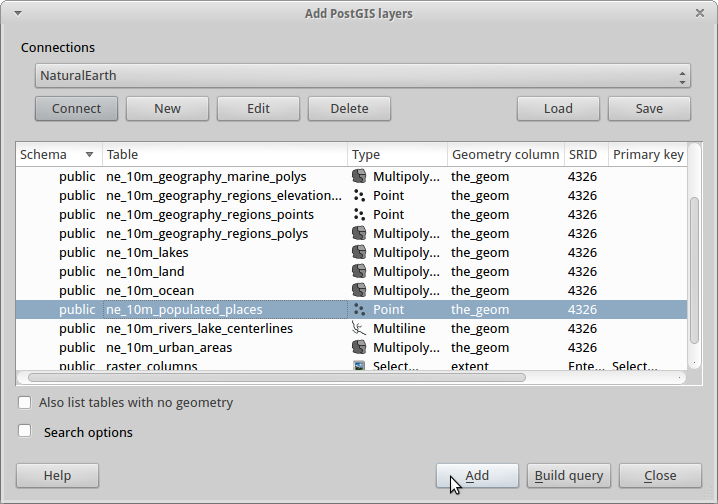 Add PostGIS layers
Connections
NaturalEarth
Connect New Edit Delete Load Save
Schema Table Type Geometry column SRID Primary key
public ne_10m_geography_marine_polys Multipoly... the_geom 4326
public ne_10m_geography_regions_elevation... Point the_geom 4326
public ne_10m_geography_regions_points Point the_geom 4326
public ne_10m_geography_regions_polys Multipoly... the_geom 4326
public ne_10m_lakes Multipoly... the_geom 4326
public ne_10m_land Multipoly... the_geom 4326
public ne_10m_ocean Multipoly... the_geom 4326
public ne_10m_populated_places Point the_geom 4326
public ne_10m_rivers_lake_centerlines Multiline the_geom 4326
public ne_10m_urban_areas Multipoly... the_geom 4326
public raster_columns Select... extent Ente... Select...
Also list tables with no geometry
Search options
Help Add Build query Close